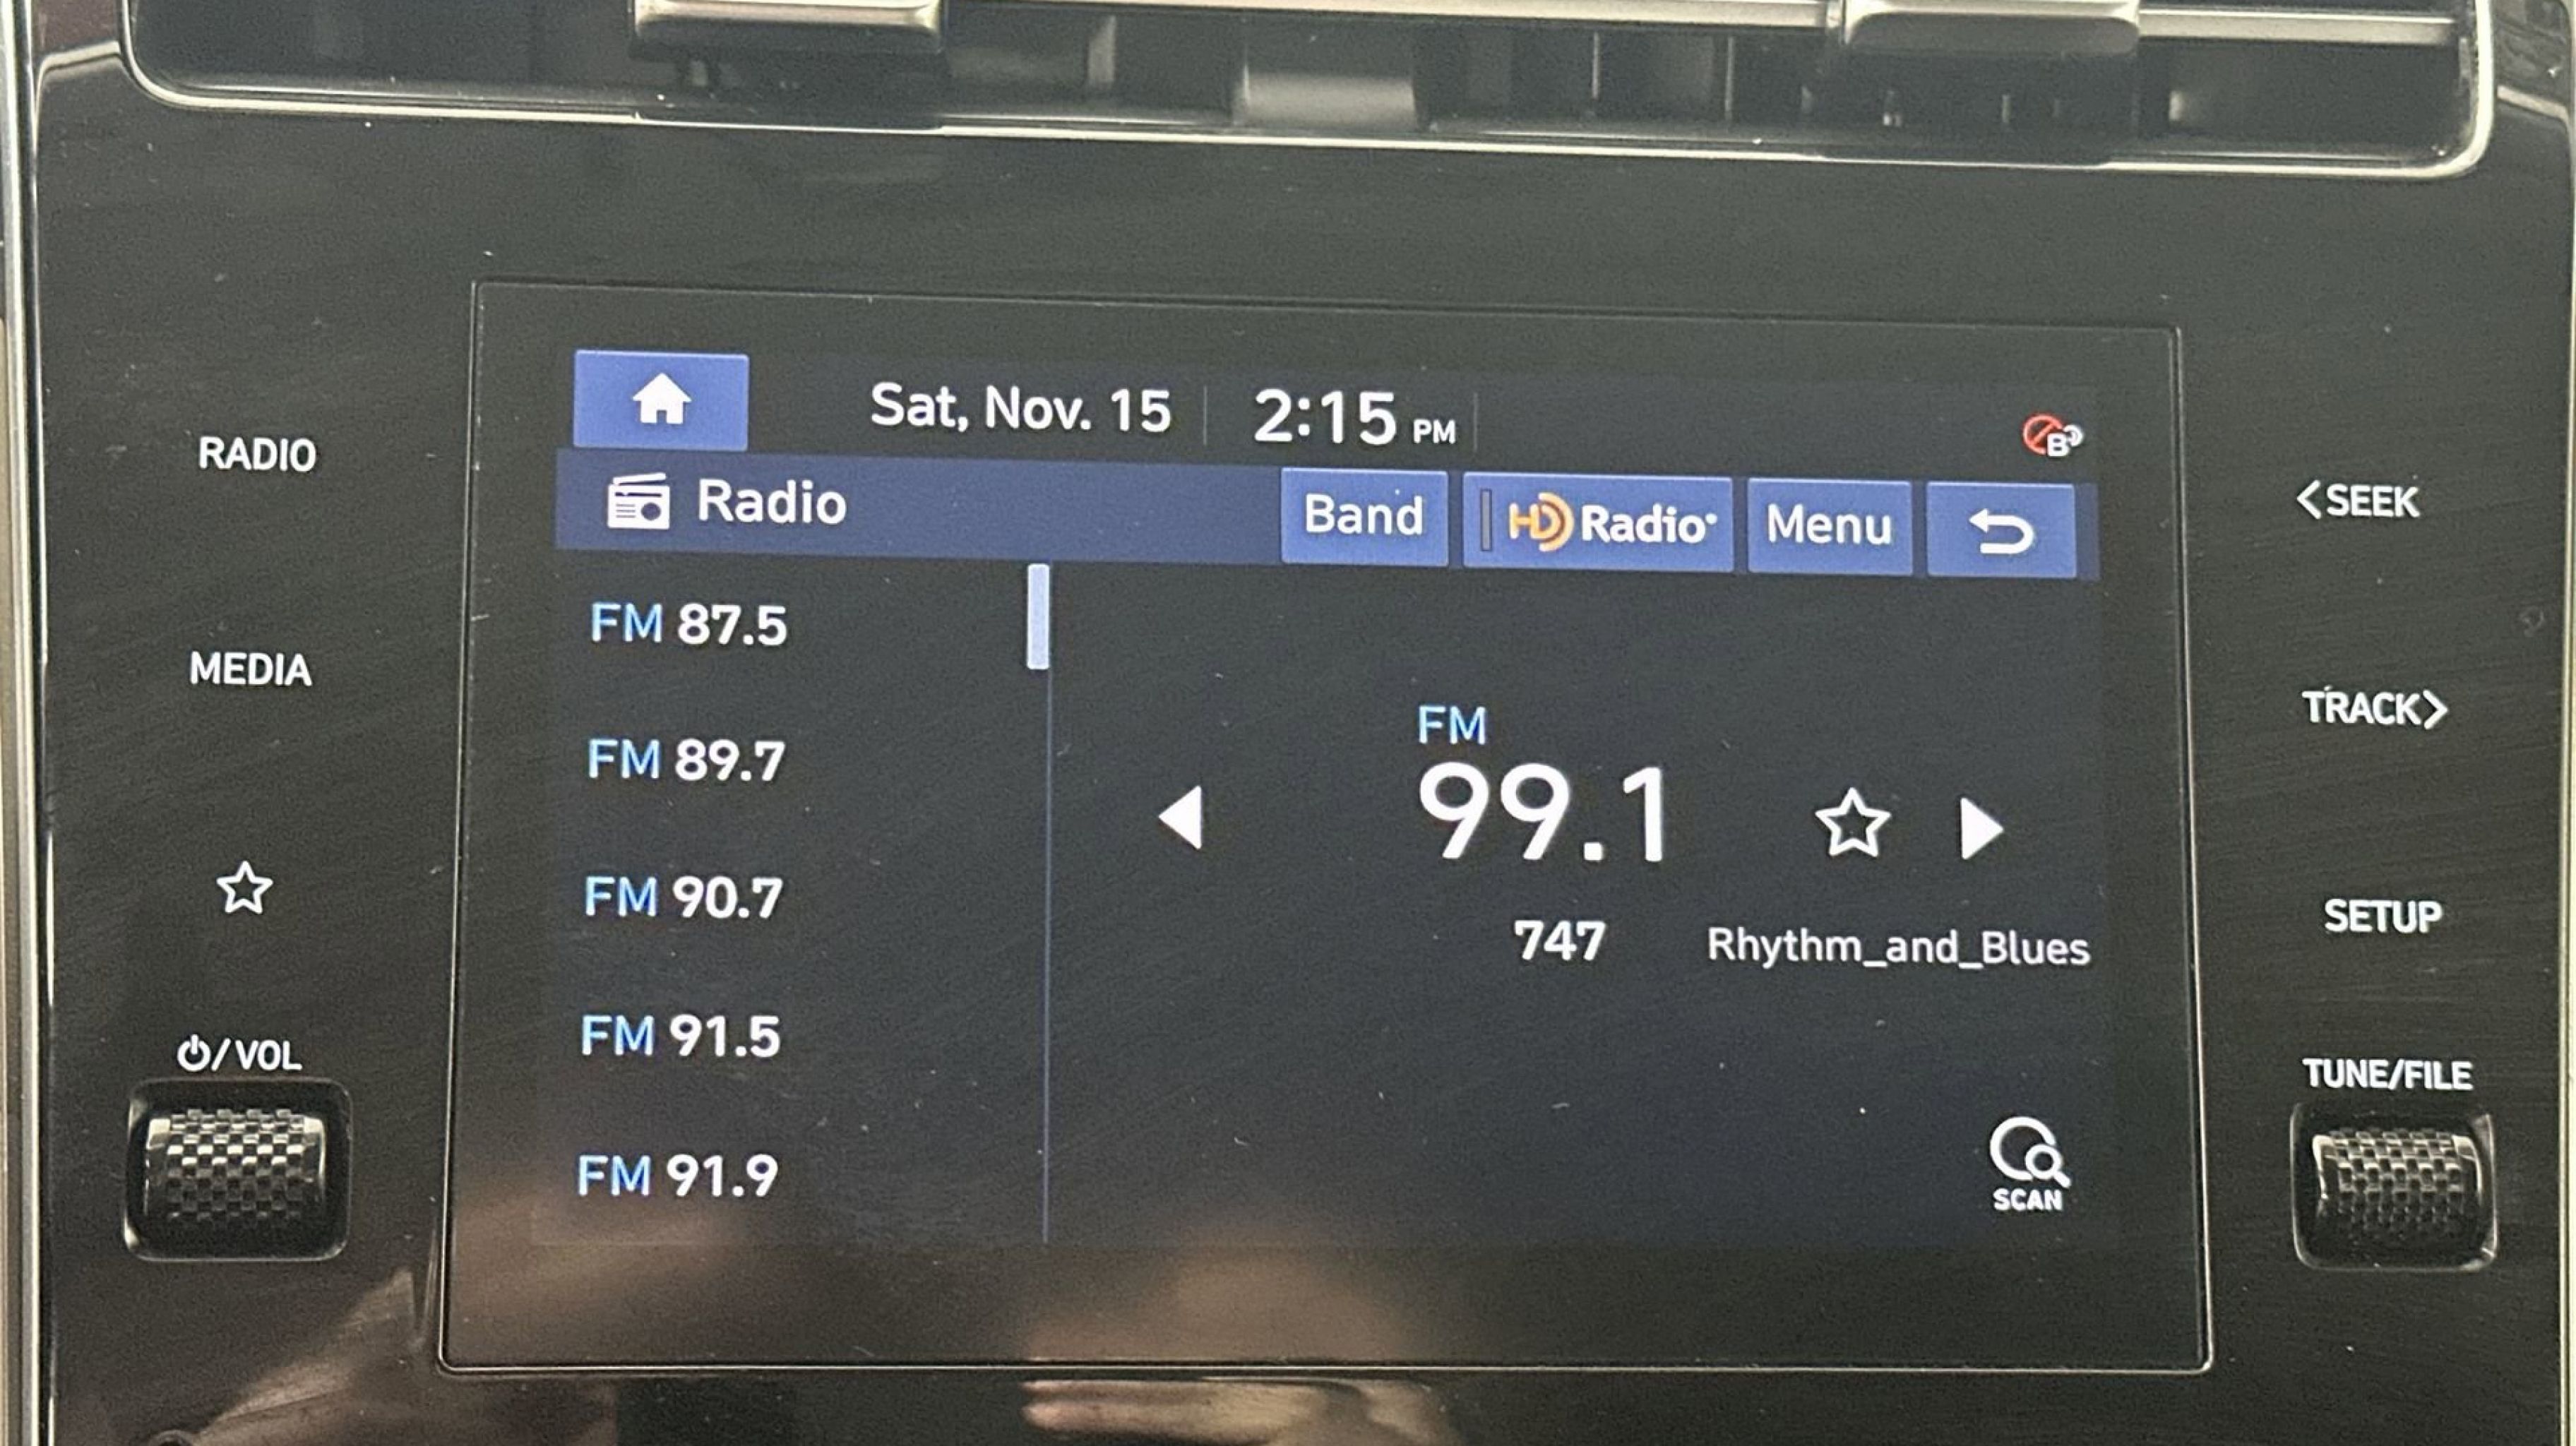 RADIO
MEDIA
/VOL
Sat, Nov. 15 2:15 PM
B
Radio
Band
HD Radio
Menu
FM 87.5
FM 89.7
FM 90.7
FM 91.5
FM 91.9
FM
99.1
747 Rhythm_and_Blues
SCAN
<SEEK
TRACK>
SETUP
TUNE/FILE